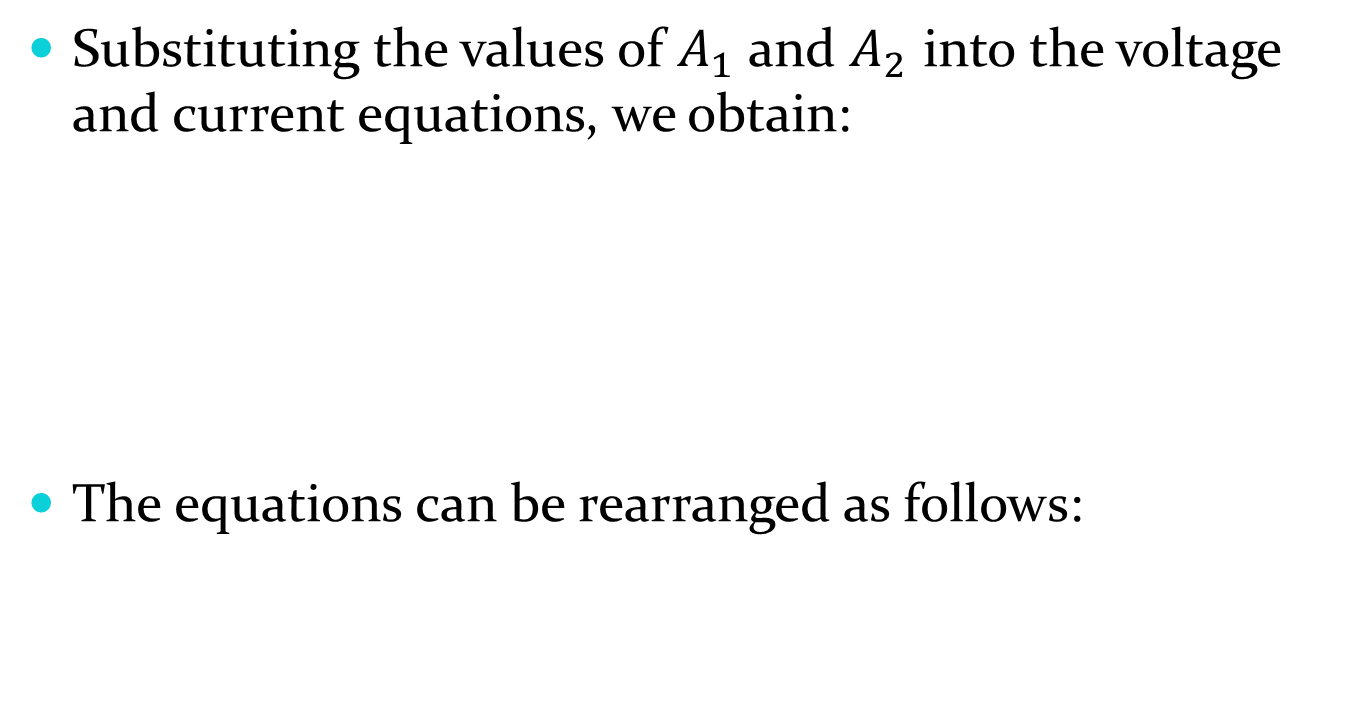 • Substituting the values of A₁ and A₂ into the voltage
and current equations, we obtain:
• The equations can be rearranged as follows: